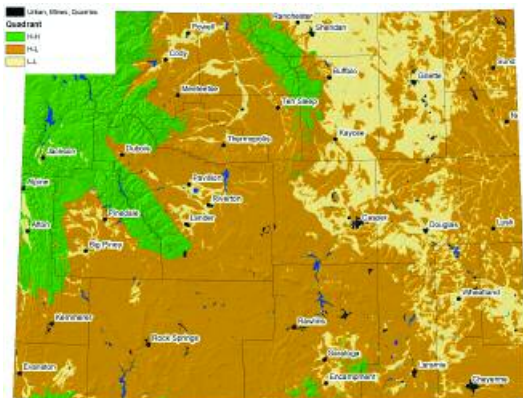 Urban, Mines, Quarries
Quadrant
H-H
H-L
L-L
Ranchester
Powell
Sheridan
Cody
Buffalo
Gillette
Meeteetse
Ten Sleep
Kaycee
Thermopolis
Jackson
Dubois
Alpine
Pavillion
Riverton
Afton
Pinedale
Lander
Casper
Douglas
Lusk
Big Piney
Wheatland
Kemmerer
Rawlins
Rock Springs
Saratoga
Evanston
Laramie
Encampment
Cheyenne